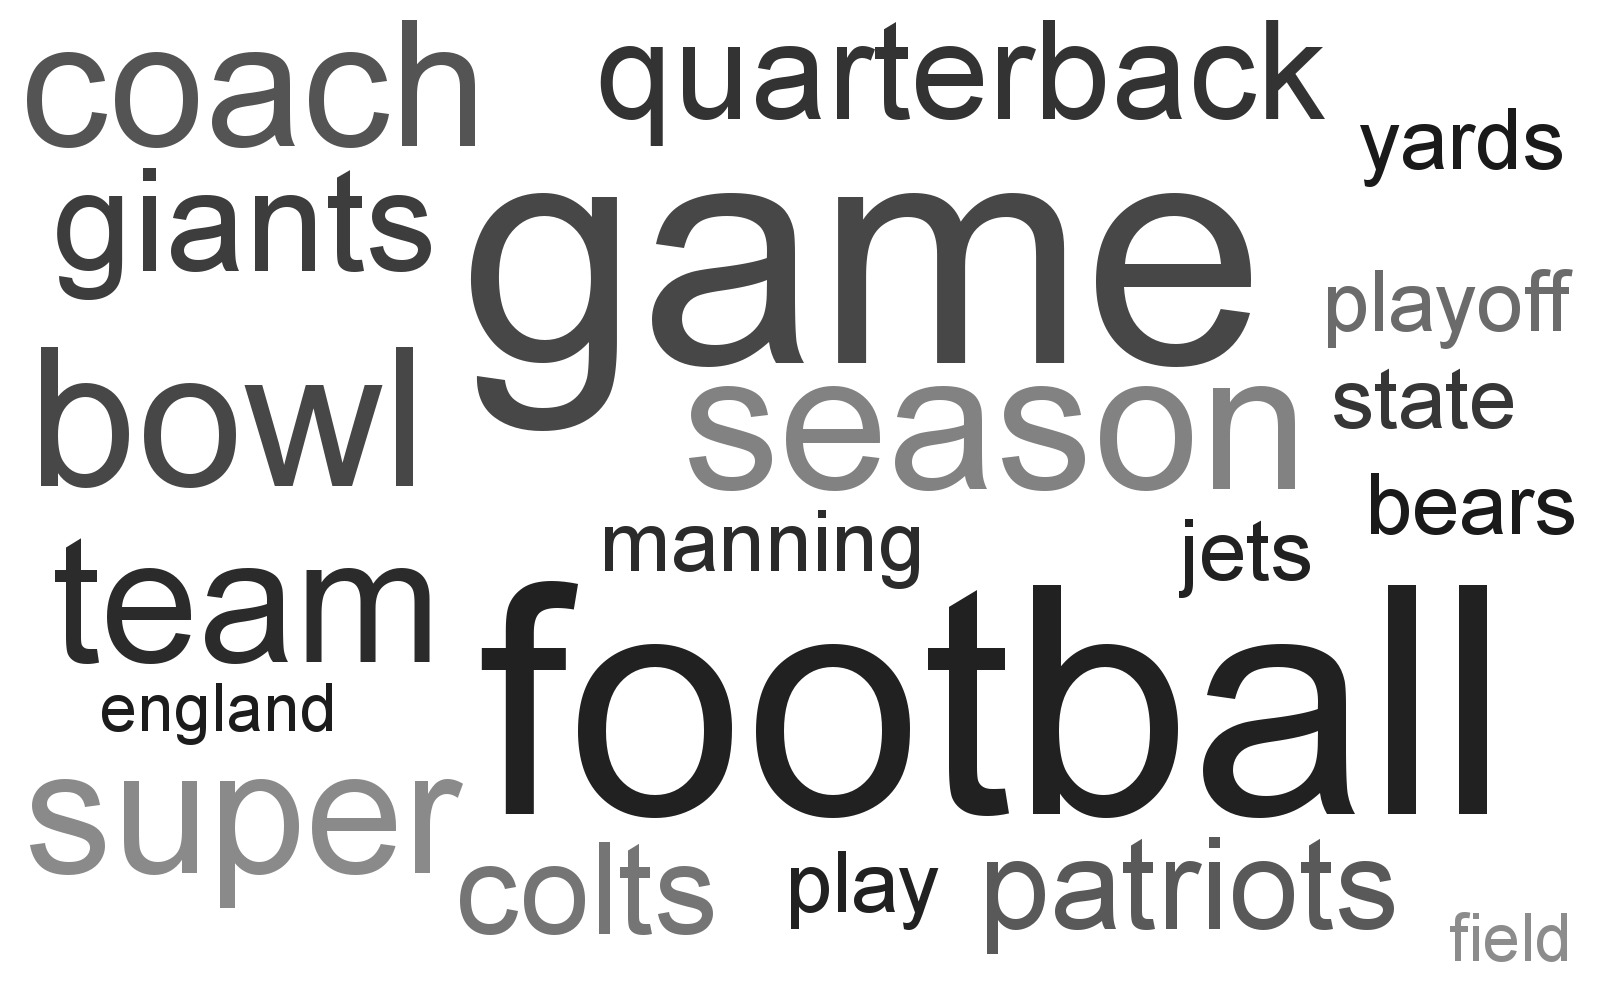 coach
quarterback
yards
giants
game
playoff
bowl
season
state
manning
jets
bears
team
football
england
super
colts
play
patriots
field